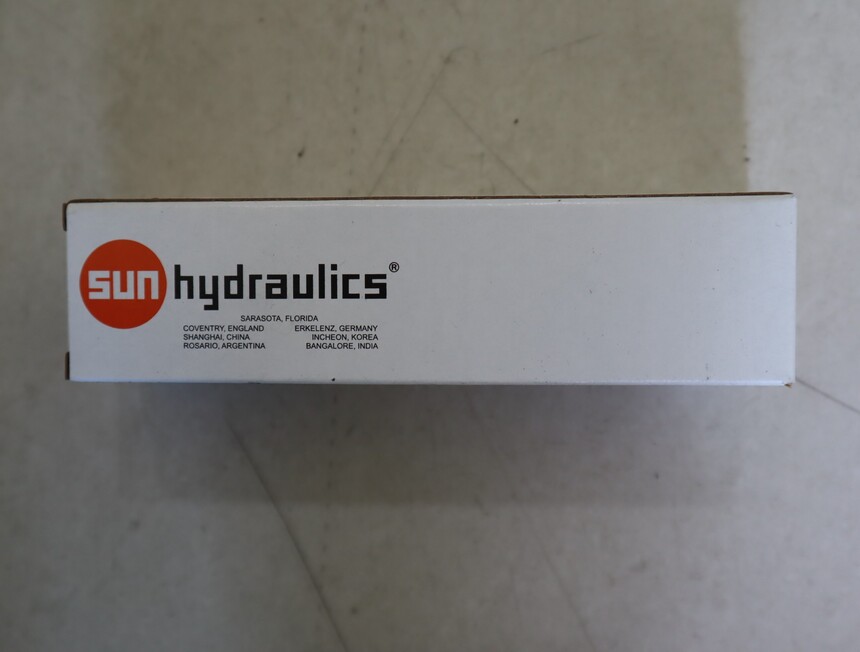 sun hydraulics®
SARASOTA, FLORIDA
COVENTRY, ENGLAND ERKELENZ, GERMANY
SHANGHAI, CHINA INCHEON, KOREA
ROSARIO, ARGENTINA BANGALORE, INDIA